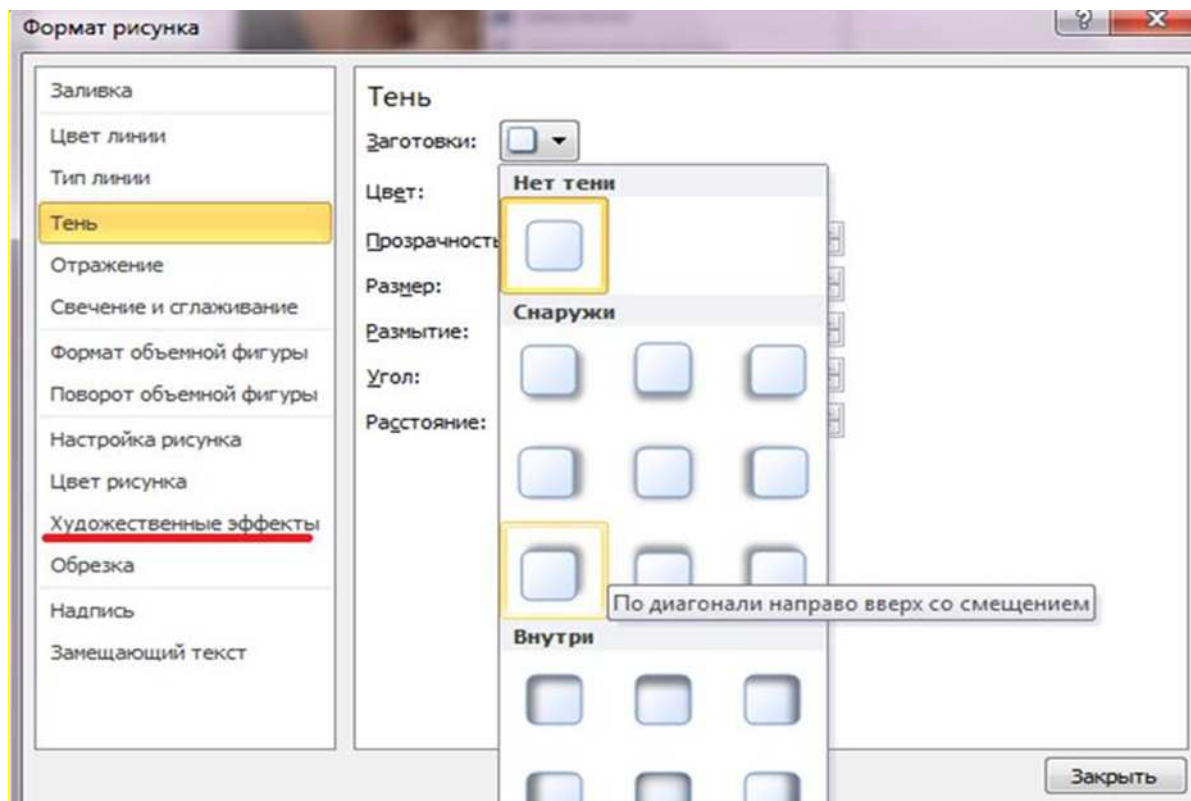 Формат рисунка
Заливка
Цвет линии
Тип линии
Тень
Отражение
Свечение и сглаживание
Формат объемной фигуры
Поворот объемной фигуры
Настройка рисунка
Цвет рисунка
Художественные эффекты
Обрезка
Надпись
Замещающий текст
Тень
Заготовки:
Цвет:
Прозрачность
Размер:
Размытие:
Угол:
Расстояние:
Нет тени
Снаружи
По диагонали направо вверх со смещением
Внутри
Закрыть